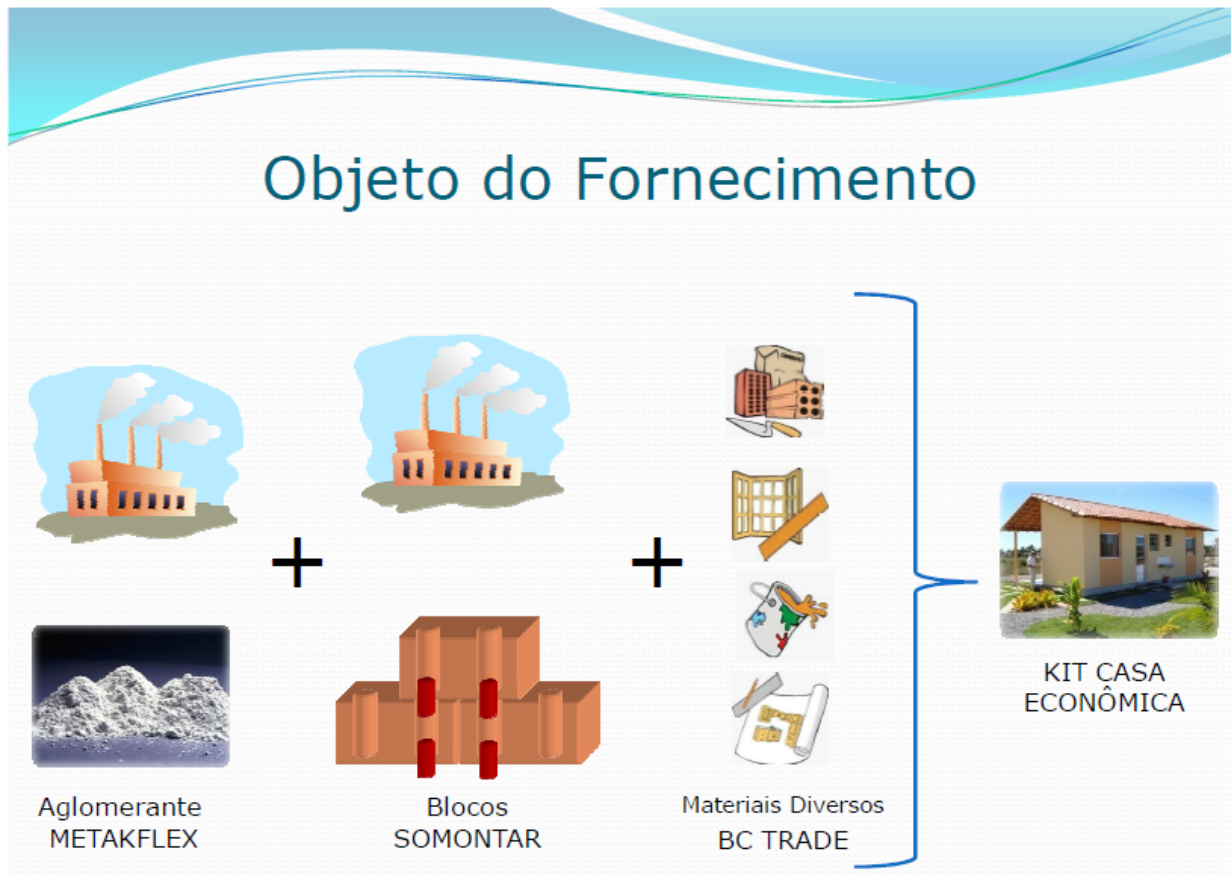 Objeto do Fornecimento
Aglomerante
METAKFLEX
Blocos
SOMONTAR
Materiais Diversos
BC TRADE
KIT CASA
ECONÔMICA